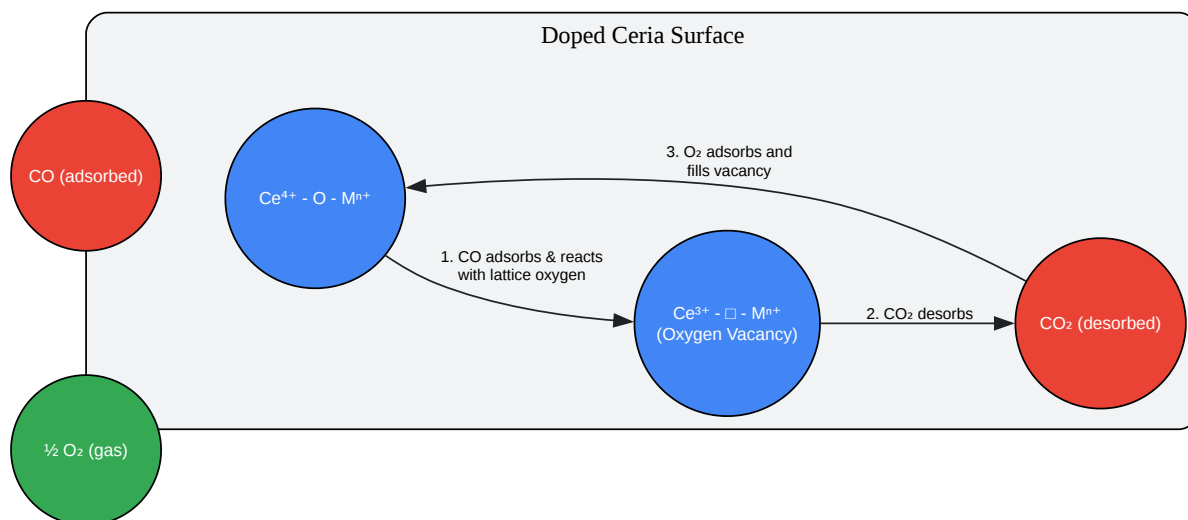 Doped Ceria Surface
CO (adsorbed)
Ce⁴⁺ - O - Mⁿ⁺
3. O₂ adsorbs and
fills vacancy
1. CO adsorbs & reacts
with lattice oxygen
Ce³⁺ - □ - Mⁿ⁺
(Oxygen Vacancy)
2. CO₂ desorbs
CO₂ (desorbed)
½ O₂ (gas)